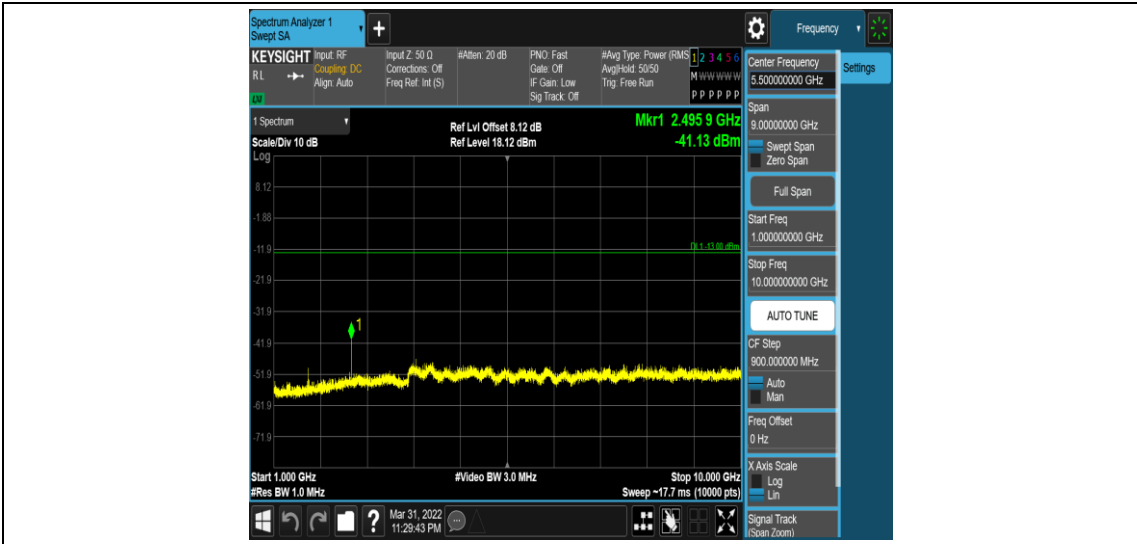 Spectrum Analyzer 1
Swept SA
+
Frequency
KEYSIGHT
RL
LXI
Input: RF
Coupling: DC
Align: Auto
Input Z: 50 Ω
Corrections: Off
Freq Ref: Int (S)
#Atten: 20 dB
PNO: Fast
Gate: Off
IF Gain: Low
Sig Track: Off
#Avg Type: Power (RMS
Avg|Hold: 50/50
Trig: Free Run
1 2 3 4 5 6
M W W W W W
P P P P P P
1 Spectrum
Scale/Div 10 dB
Log
Ref Lvl Offset 8.12 dB
Ref Level 18.12 dBm
Mkr1 2.495 9 GHz
-41.13 dBm
8.12
-1.88
-11.9
DL1 -13.00 dBm
-21.9
-31.9
1
-41.9
-51.9
-61.9
-71.9
Start 1.000 GHz
#Res BW 1.0 MHz
#Video BW 3.0 MHz
Stop 10.000 GHz
Sweep ~17.7 ms (10000 pts)
?
Mar 31, 2022
11:29:43 PM
Center Frequency
5.500000000 GHz
Settings
Span
9.00000000 GHz
Swept Span
Zero Span
Full Span
Start Freq
1.000000000 GHz
Stop Freq
10.000000000 GHz
AUTO TUNE
CF Step
900.000000 MHz
Auto
Man
Freq Offset
0 Hz
X Axis Scale
Log
Lin
Signal Track
(Span Zoom)